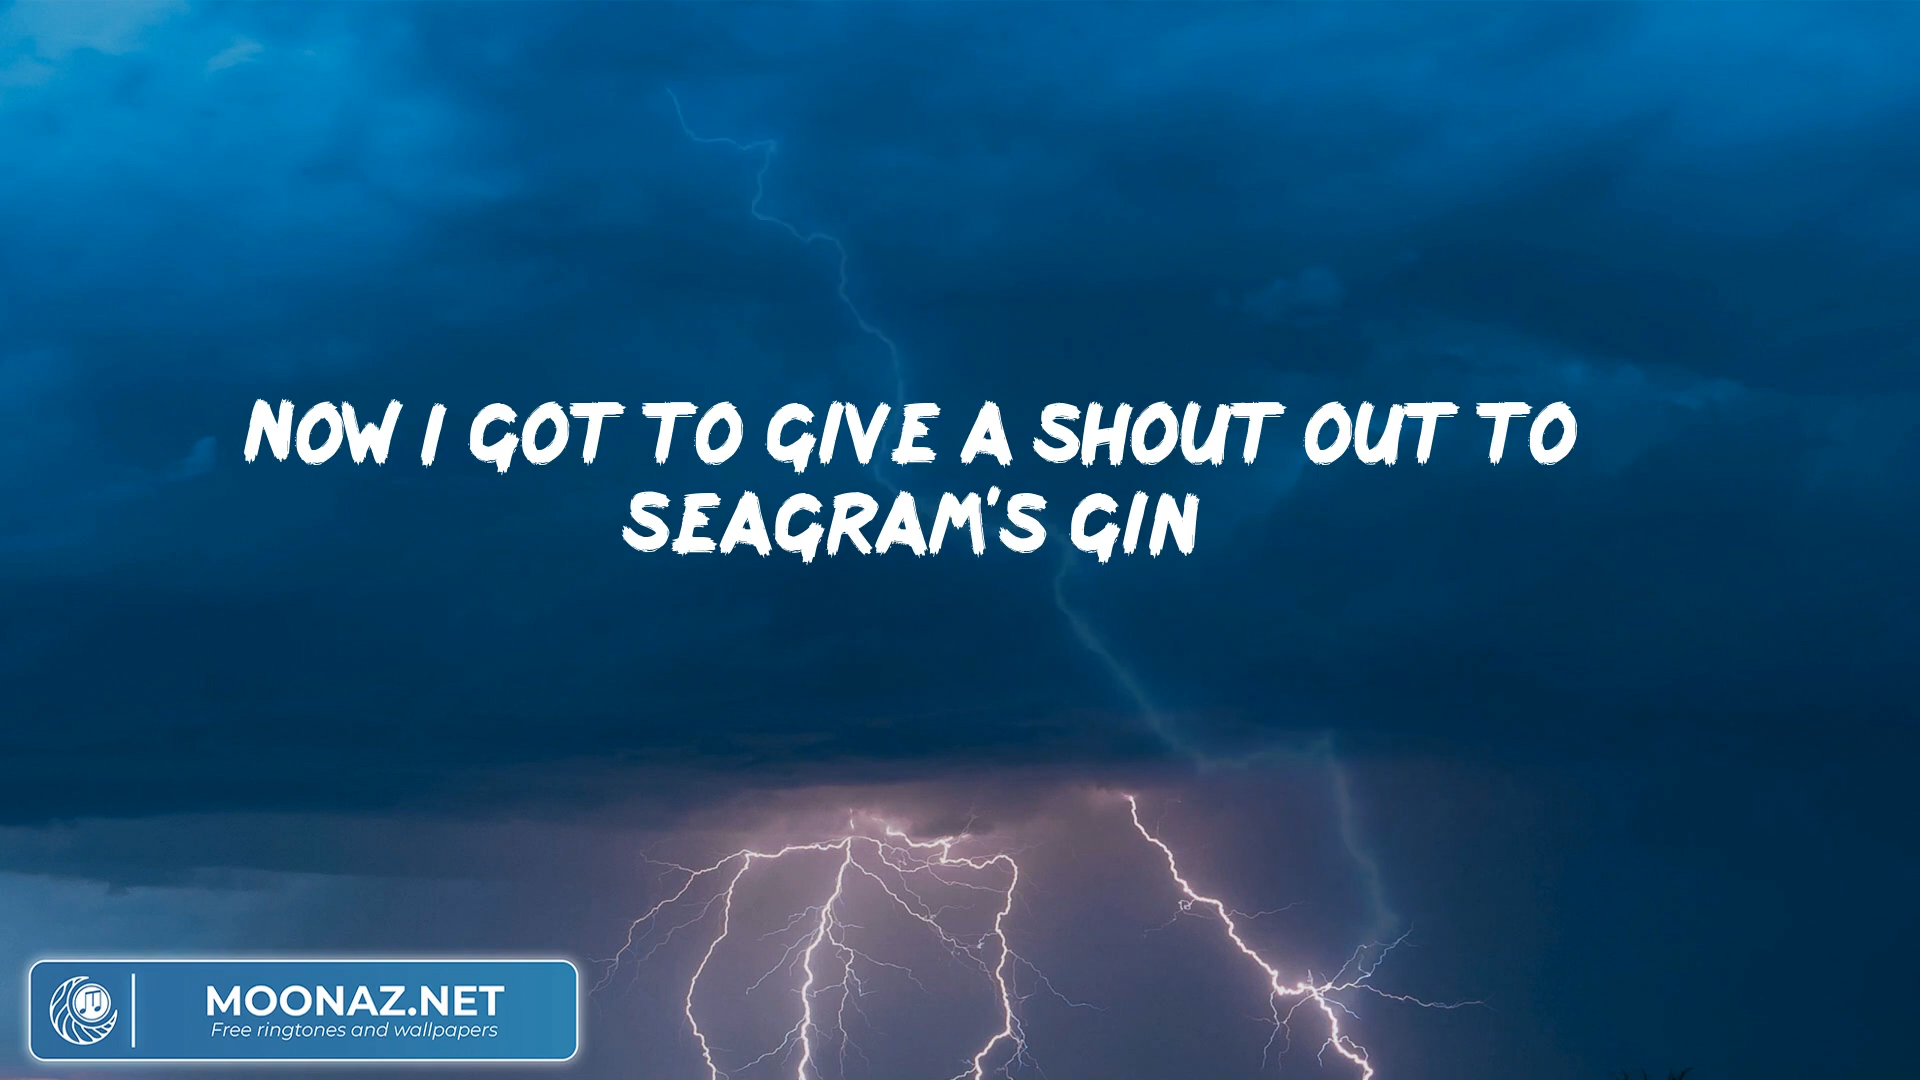 NOW I GOT TO GIVE A SHOUT OUT TO
SEAGRAM'S GIN
MOONAZ.NET
Free ringtones and wallpapers